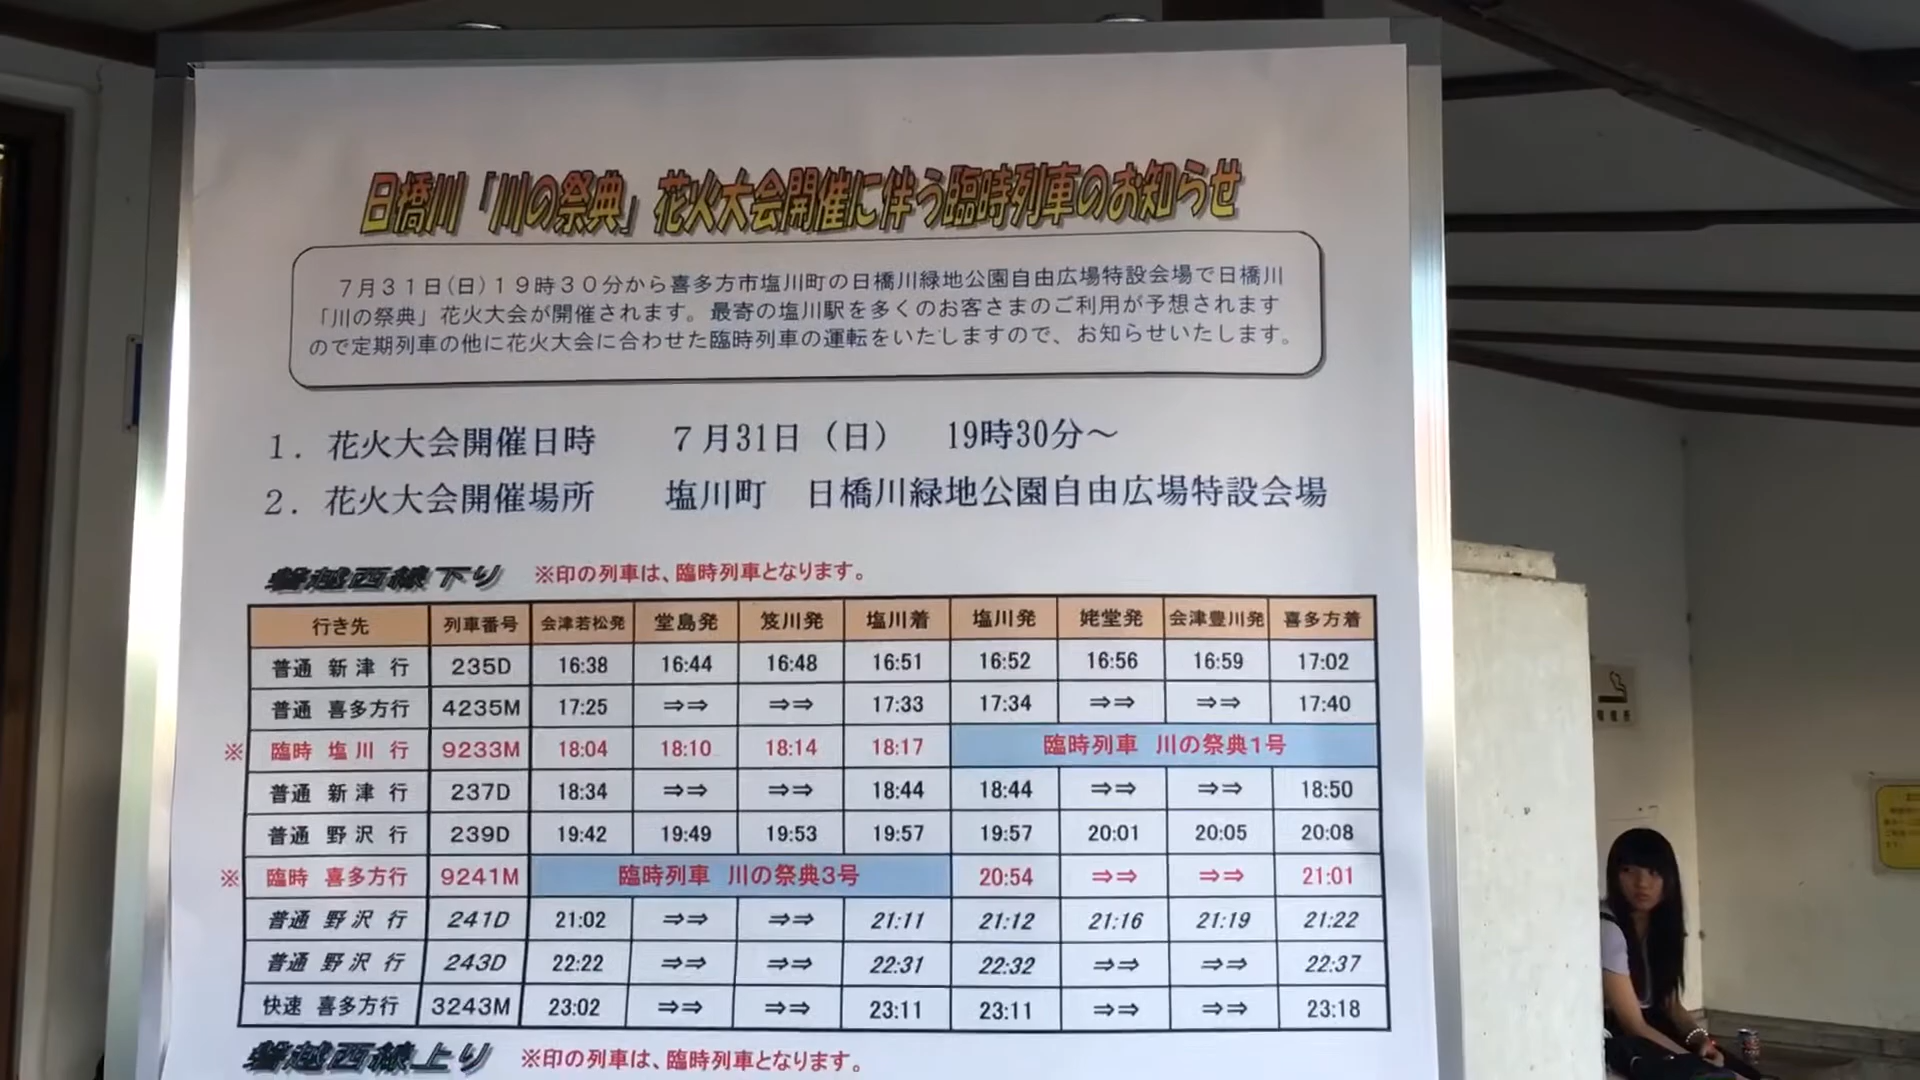 日橋川「川の祭典」花火大会開催に伴う臨時列車のお知らせ
7月31日(日)19時30分から喜多方市塩川町の日橋川緑地公園自由広場特設会場で日橋川
「川の祭典」花火大会が開催されます。最寄の塩川駅を多くのお客さまのご利用が予想されます
ので定期列車の他に花火大会に合わせた臨時列車の運転をいたしますので、お知らせいたします。
1．花火大会開催日時　7月31日（日）　19時30分～
2．花火大会開催場所　塩川町　日橋川緑地公園自由広場特設会場
磐越西線下り　※印の列車は、臨時列車となります。
行き先 列車番号 会津若松発 堂島発 笈川発 塩川着 塩川発 姥堂発 会津豊川発 喜多方着
普通 新津行 235D 16:38 16:44 16:48 16:51 16:52 16:56 16:59 17:02
普通 喜多方行 4235M 17:25 ⇒⇒ ⇒⇒ 17:33 17:34 ⇒⇒ ⇒⇒ 17:40
※ 臨時 塩川行 9233M 18:04 18:10 18:14 18:17 臨時列車 川の祭典1号
普通 新津行 237D 18:34 ⇒⇒ ⇒⇒ 18:44 18:44 ⇒⇒ ⇒⇒ 18:50
普通 野沢行 239D 19:42 19:49 19:53 19:57 19:57 20:01 20:05 20:08
※ 臨時 喜多方行 9241M 臨時列車 川の祭典3号 20:54 ⇒⇒ ⇒⇒ 21:01
普通 野沢行 241D 21:02 ⇒⇒ ⇒⇒ 21:11 21:12 21:16 21:19 21:22
普通 野沢行 243D 22:22 ⇒⇒ ⇒⇒ 22:31 22:32 ⇒⇒ ⇒⇒ 22:37
快速 喜多方行 3243M 23:02 ⇒⇒ ⇒⇒ 23:11 23:11 ⇒⇒ ⇒⇒ 23:18
磐越西線上り　※印の列車は、臨時列車となります。